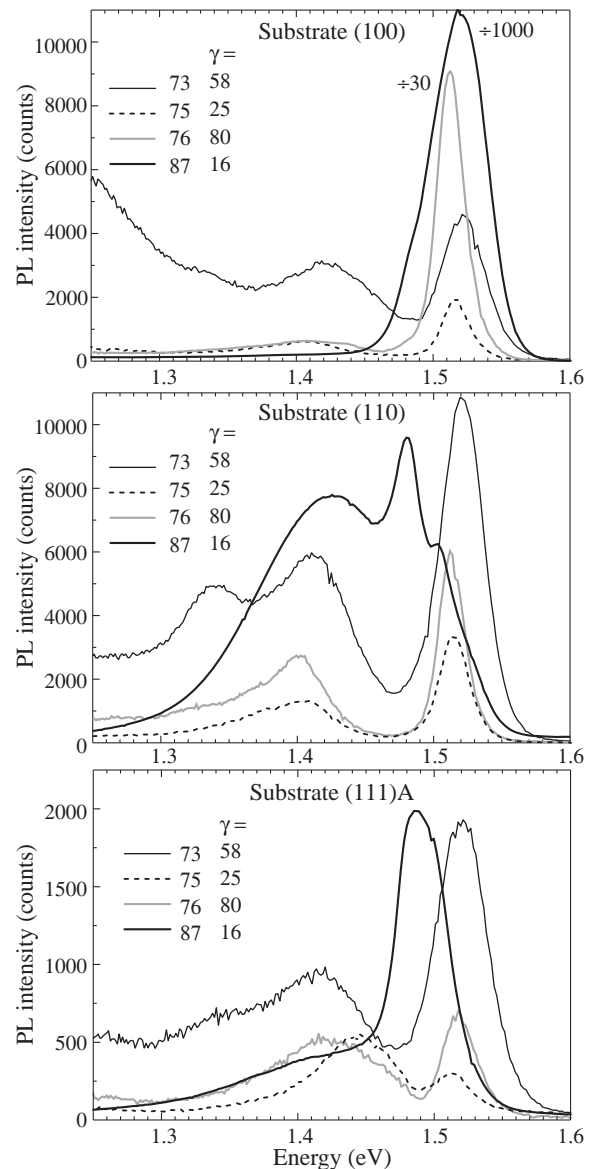 Substrate (100)
÷1000
÷30
γ =
73 58
75 25
76 80
87 16
PL intensity (counts)
10000
8000
6000
4000
2000
0
1.3 1.4 1.5 1.6
Substrate (110)
γ =
73 58
75 25
76 80
87 16
PL intensity (counts)
10000
8000
6000
4000
2000
0
1.3 1.4 1.5 1.6
Substrate (111)A
γ =
73 58
75 25
76 80
87 16
PL intensity (counts)
2000
1500
1000
500
0
1.3 1.4 1.5 1.6
Energy (eV)